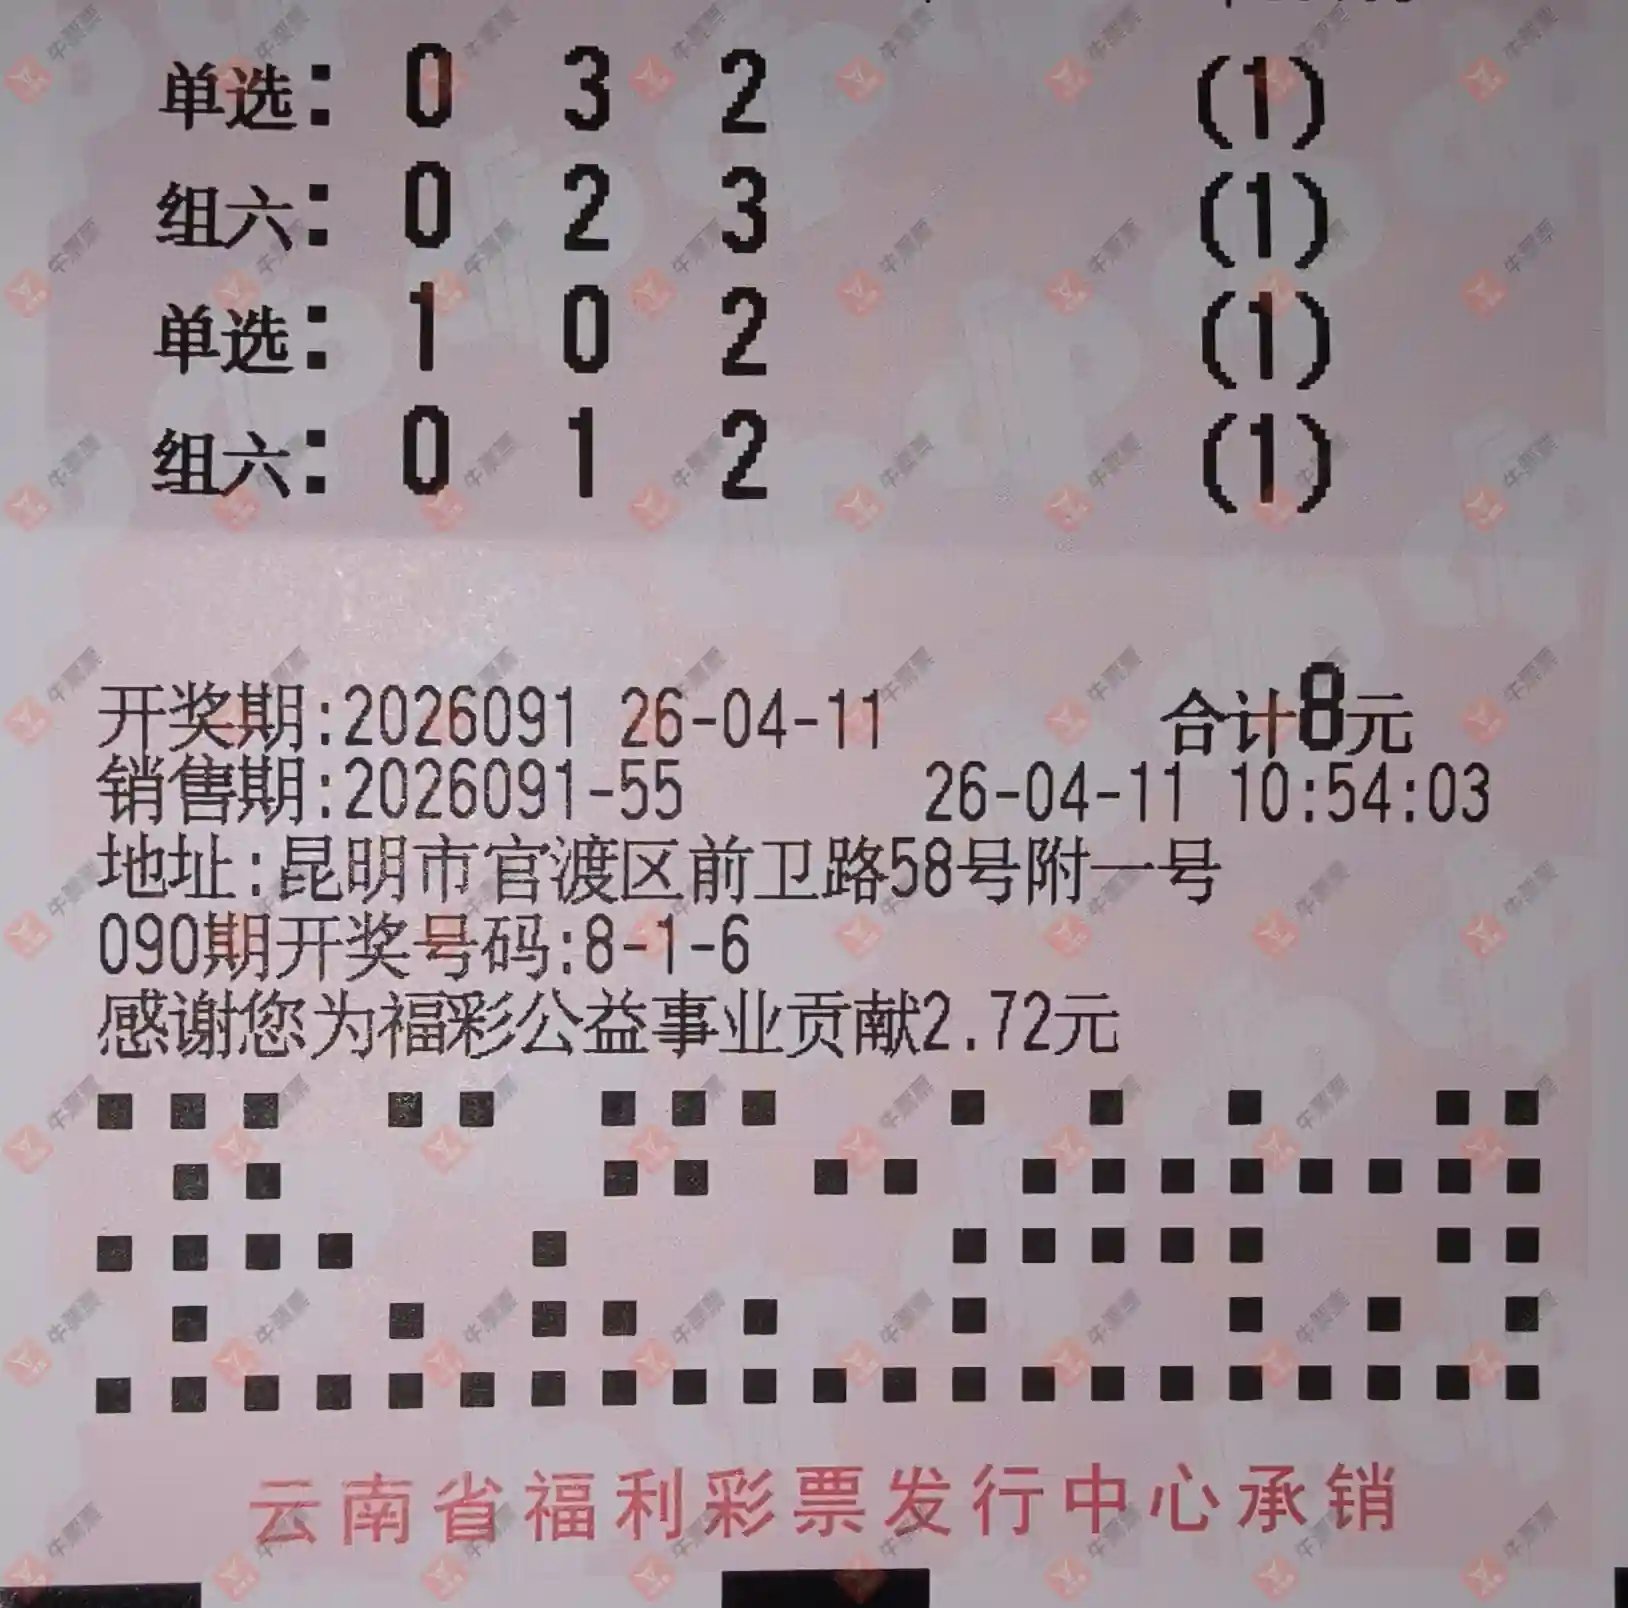 单选: 0 3 2 (1)
组六: 0 2 3 (1)
单选: 1 0 2 (1)
组六: 0 1 2 (1)
开奖期:2026091 26-04-11 合计8元
销售期:2026091-55 26-04-11 10:54:03
地址:昆明市官渡区前卫路58号附一号
090期开奖号码:8-1-6
感谢您为福彩公益事业贡献2.72元
云南省福利彩票发行中心承销